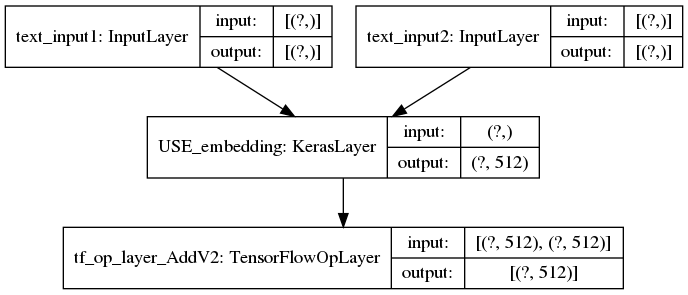 text_input1: InputLayer
input: [(?,)]
output: [(?,)]
text_input2: InputLayer
input: [(?,)]
output: [(?,)]
USE_embedding: KerasLayer
input: (?,)
output: (?, 512)
tf_op_layer_AddV2: TensorFlowOpLayer
input: [(?, 512), (?, 512)]
output: [(?, 512)]